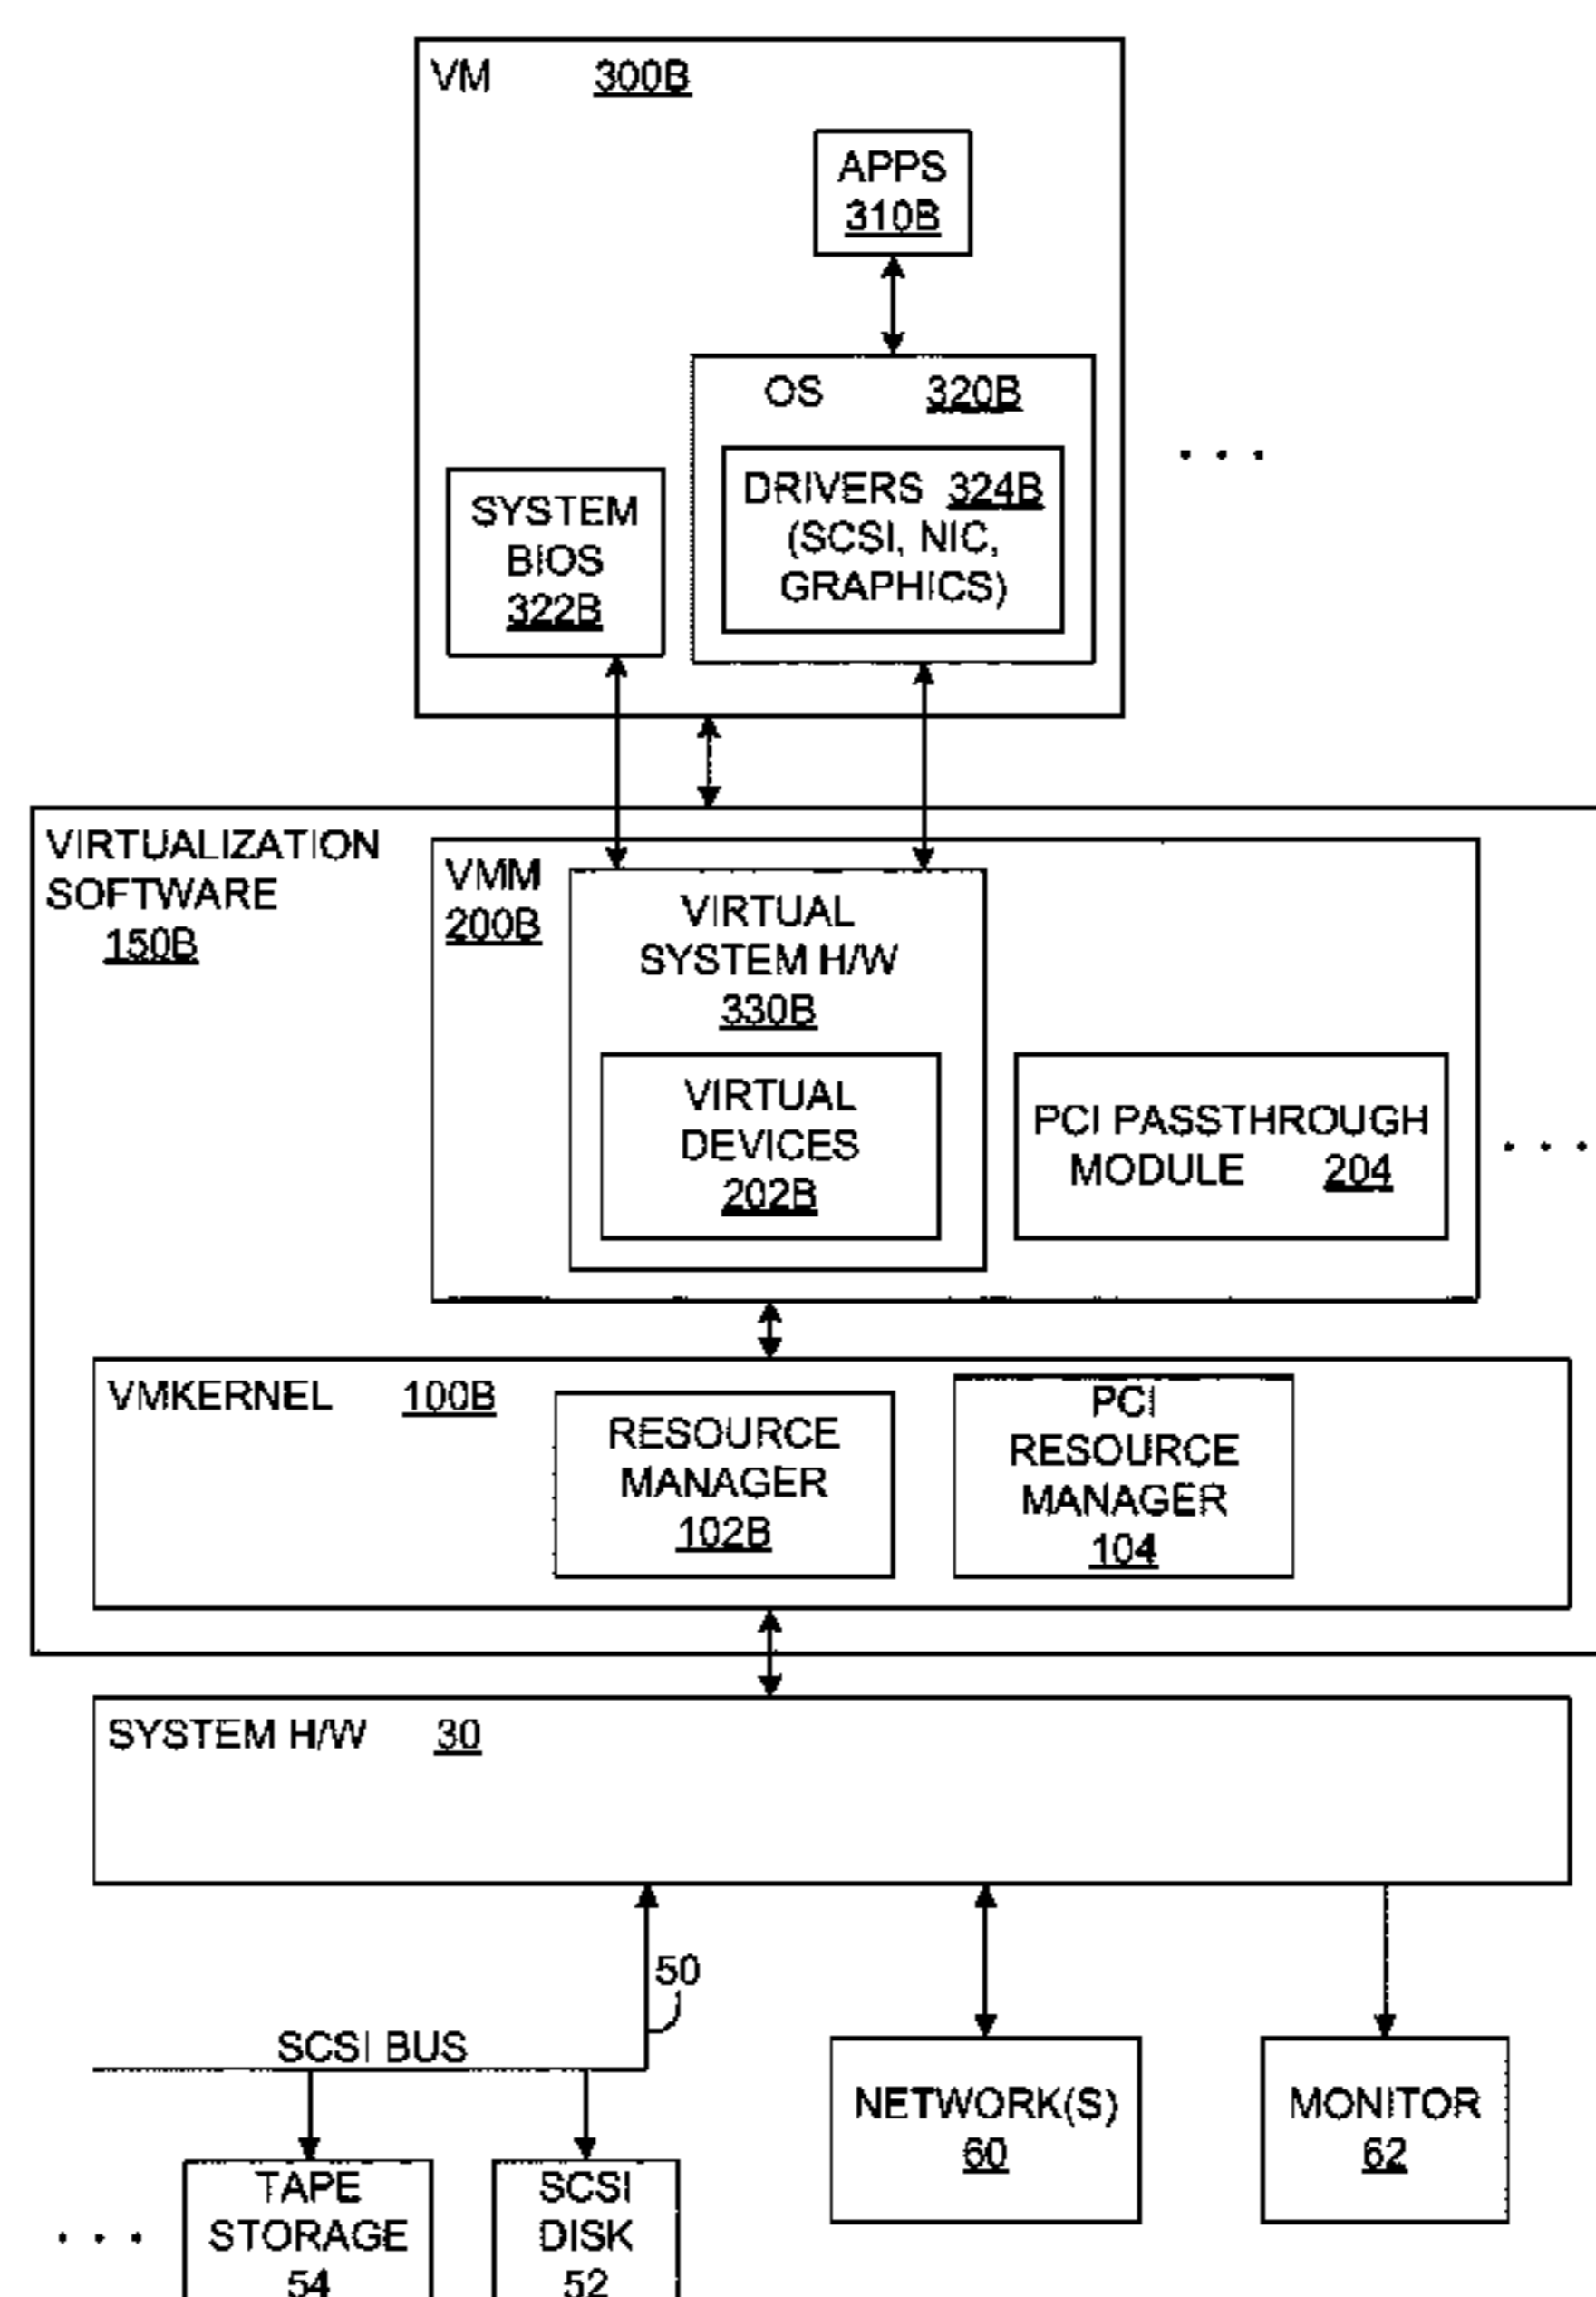 VM 300B
APPS
310B
OS 320B
DRIVERS 324B
(SCSI, NIC,
GRAPHICS)
SYSTEM
BIOS
322B
. . .
VIRTUALIZATION
SOFTWARE
150B
VMM
200B
VIRTUAL
SYSTEM H/W
330B
VIRTUAL
DEVICES
202B
PCI PASSTHROUGH
MODULE 204
. . .
VMKERNEL 100B
RESOURCE
MANAGER
102B
PCI
RESOURCE
MANAGER
104
SYSTEM H/W 30
50
SCSI BUS
NETWORK(S)
60
MONITOR
62
. . .
TAPE
STORAGE
54
SCSI
DISK
52